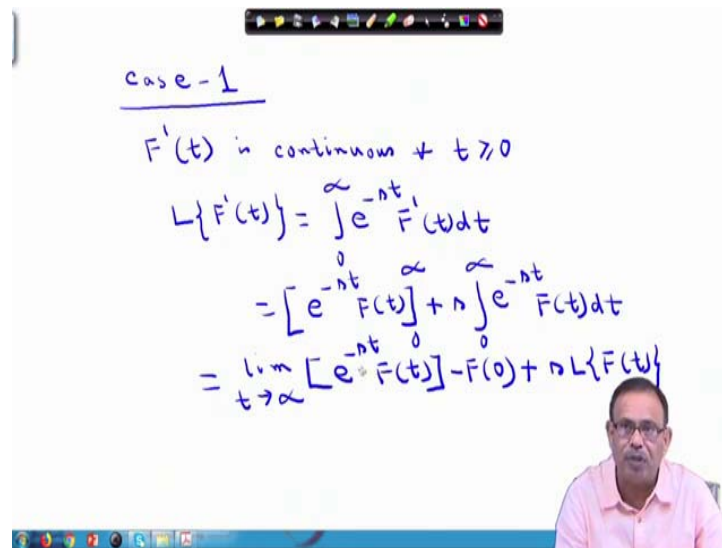 case-1
F'(t) is continuous ∀ t ≥ 0
L{F'(t)} = ∫₀^∞ e^{-st} F'(t) dt
= [e^{-st} F(t)]₀^∞ + s ∫₀^∞ e^{-st} F(t) dt
= lim_{t→∞} [e^{-st} F(t)] - F(0) + s L{F(t)}